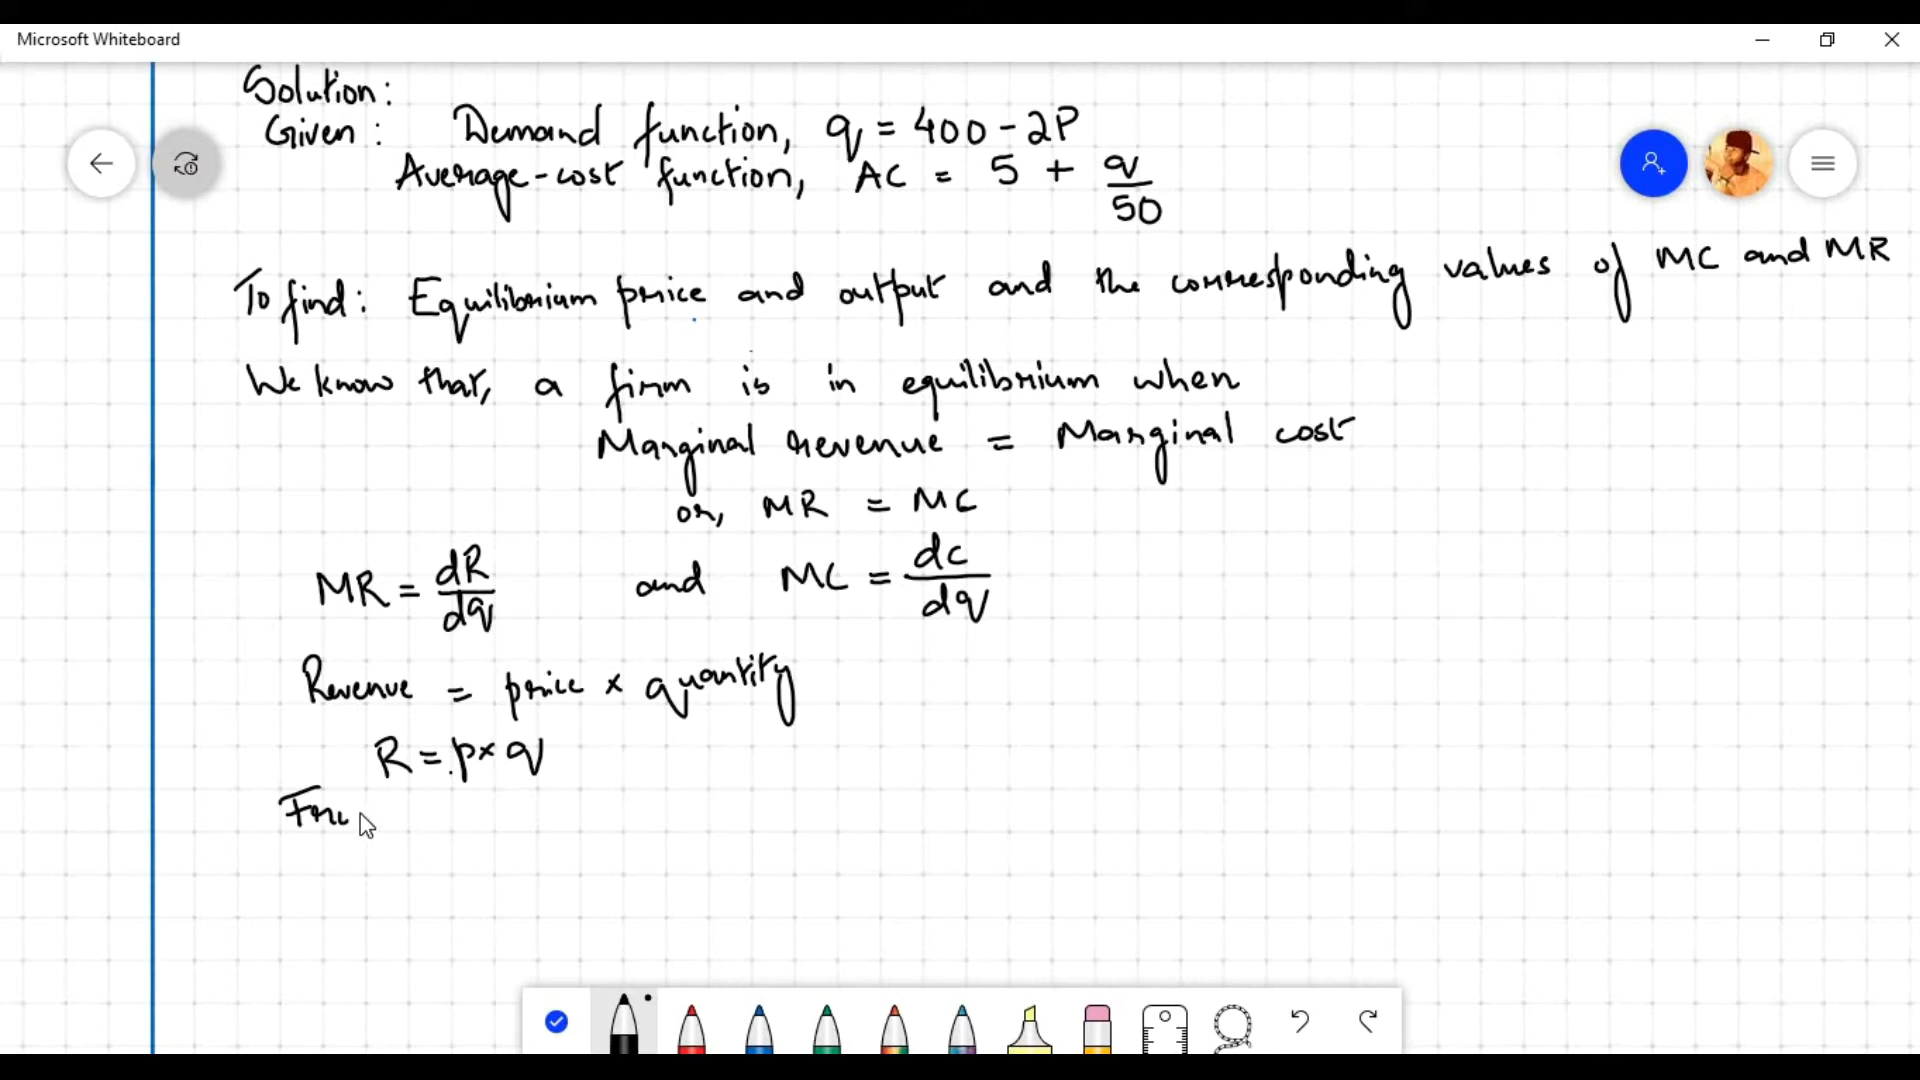 Microsoft Whiteboard
Solution:
Given: Demand function, q = 400 - 2P
Average-cost function, AC = 5 + q/50
To find: Equilibrium price and output and the corresponding values of MC and MR
We know that, a firm is in equilibrium when
Marginal revenue = Marginal cost
or, MR = MC
MR = dR/dq and MC = dc/dq
Revenue = price × quantity
R = p × q